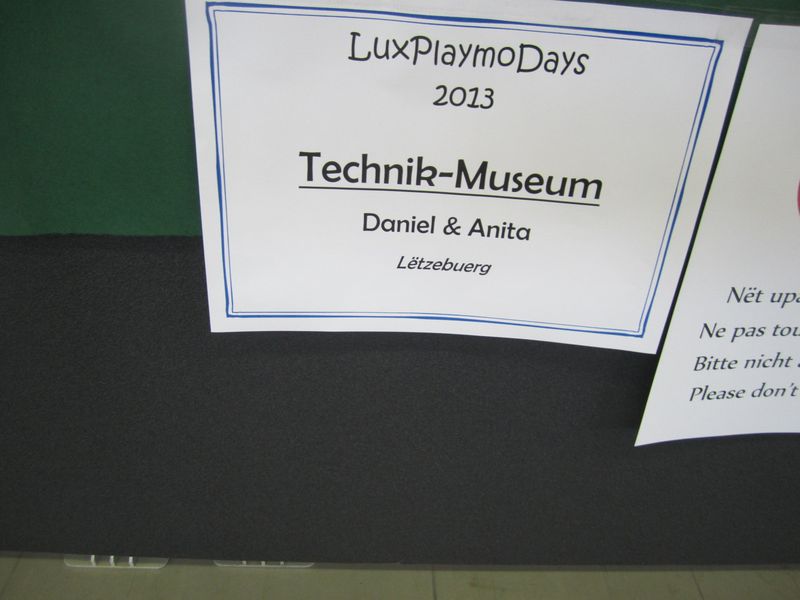 LuxPlaymoDays
2013
Technik-Museum
Daniel & Anita
Lëtzebuerg
Nët
Ne pas
Bitte nicht
Please don't